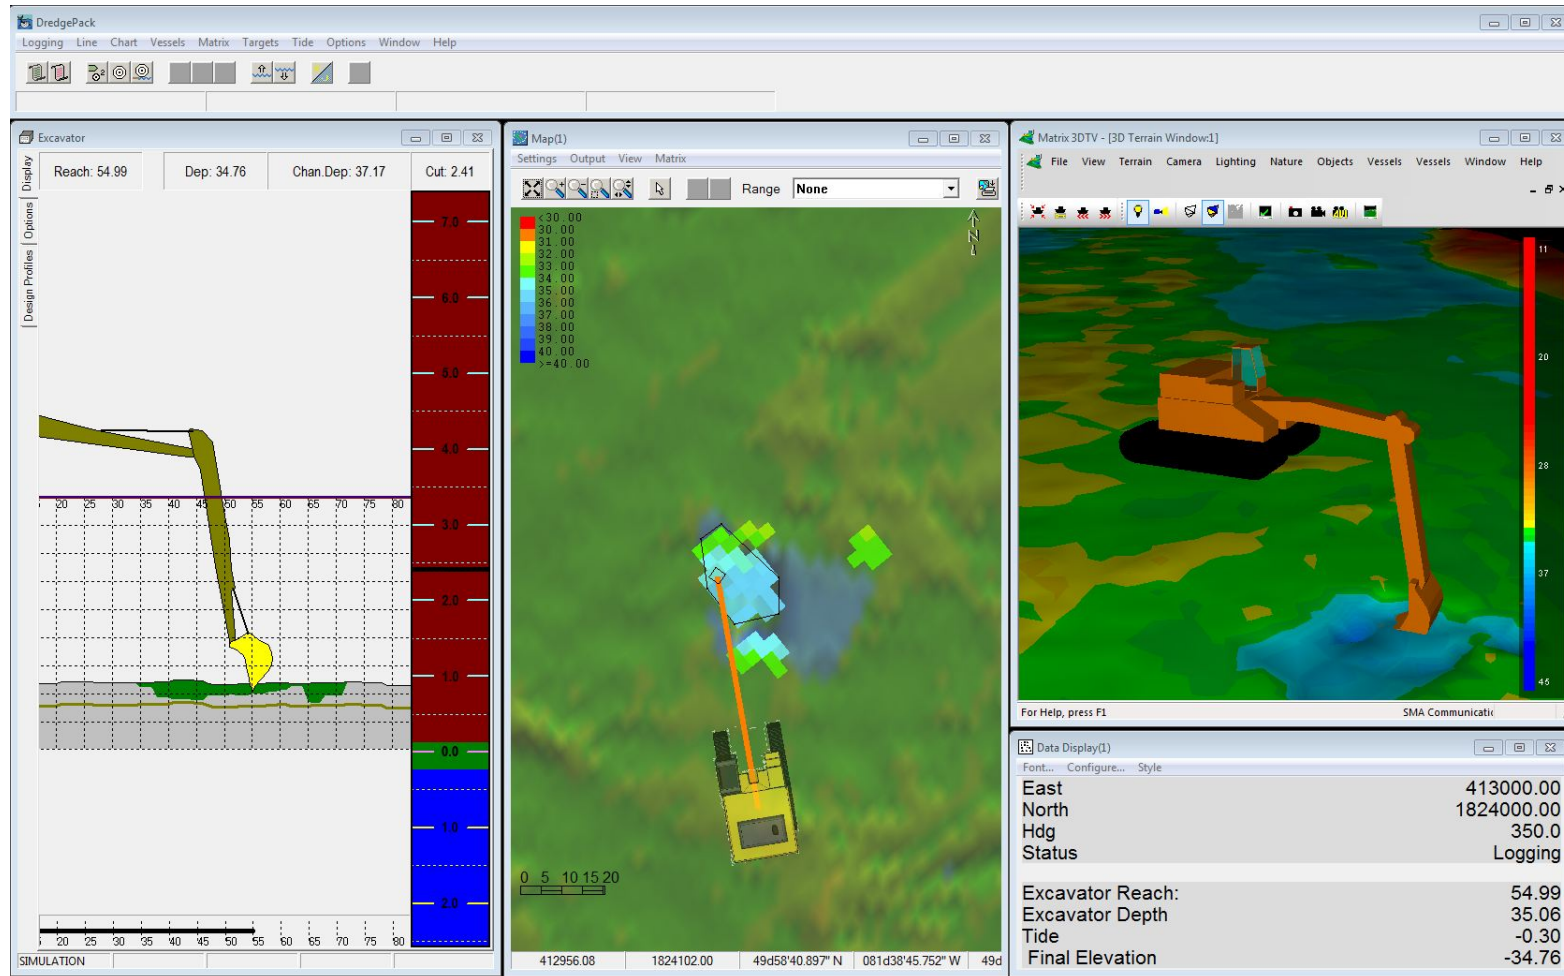 DredgePack
Logging Line Chart Vessels Matrix Targets Tide Options Window Help
Excavator
Display
Options
Design Profiles
Reach: 54.99 Dep: 34.76 Chan.Dep: 37.17 Cut: 2.41
7.0
6.0
5.0
4.0
3.0
2.0
1.0
0.0
1.0
2.0
20 25 30 35 40 45 50 55 60 65 70 75 80
20 25 30 35 40 45 50 55 60 65 70 75 80
SIMULATION
Map(1)
Settings Output View Matrix
Range None
<30.00
30.00
31.00
32.00
33.00
34.00
35.00
36.00
37.00
38.00
39.00
40.00
>=40.00
N
0 5 10 15 20
412956.08 1824102.00 49d58'40.897" N 081d38'45.752" W 49d
Matrix 3DTV - [3D Terrain Window:1]
File View Terrain Camera Lighting Nature Objects Vessels Vessels Window Help
11
20
28
37
45
For Help, press F1 SMA Communicatic
Data Display(1)
Font... Configure... Style
East 413000.00
North 1824000.00
Hdg 350.0
Status Logging
Excavator Reach: 54.99
Excavator Depth 35.06
Tide -0.30
Final Elevation -34.76